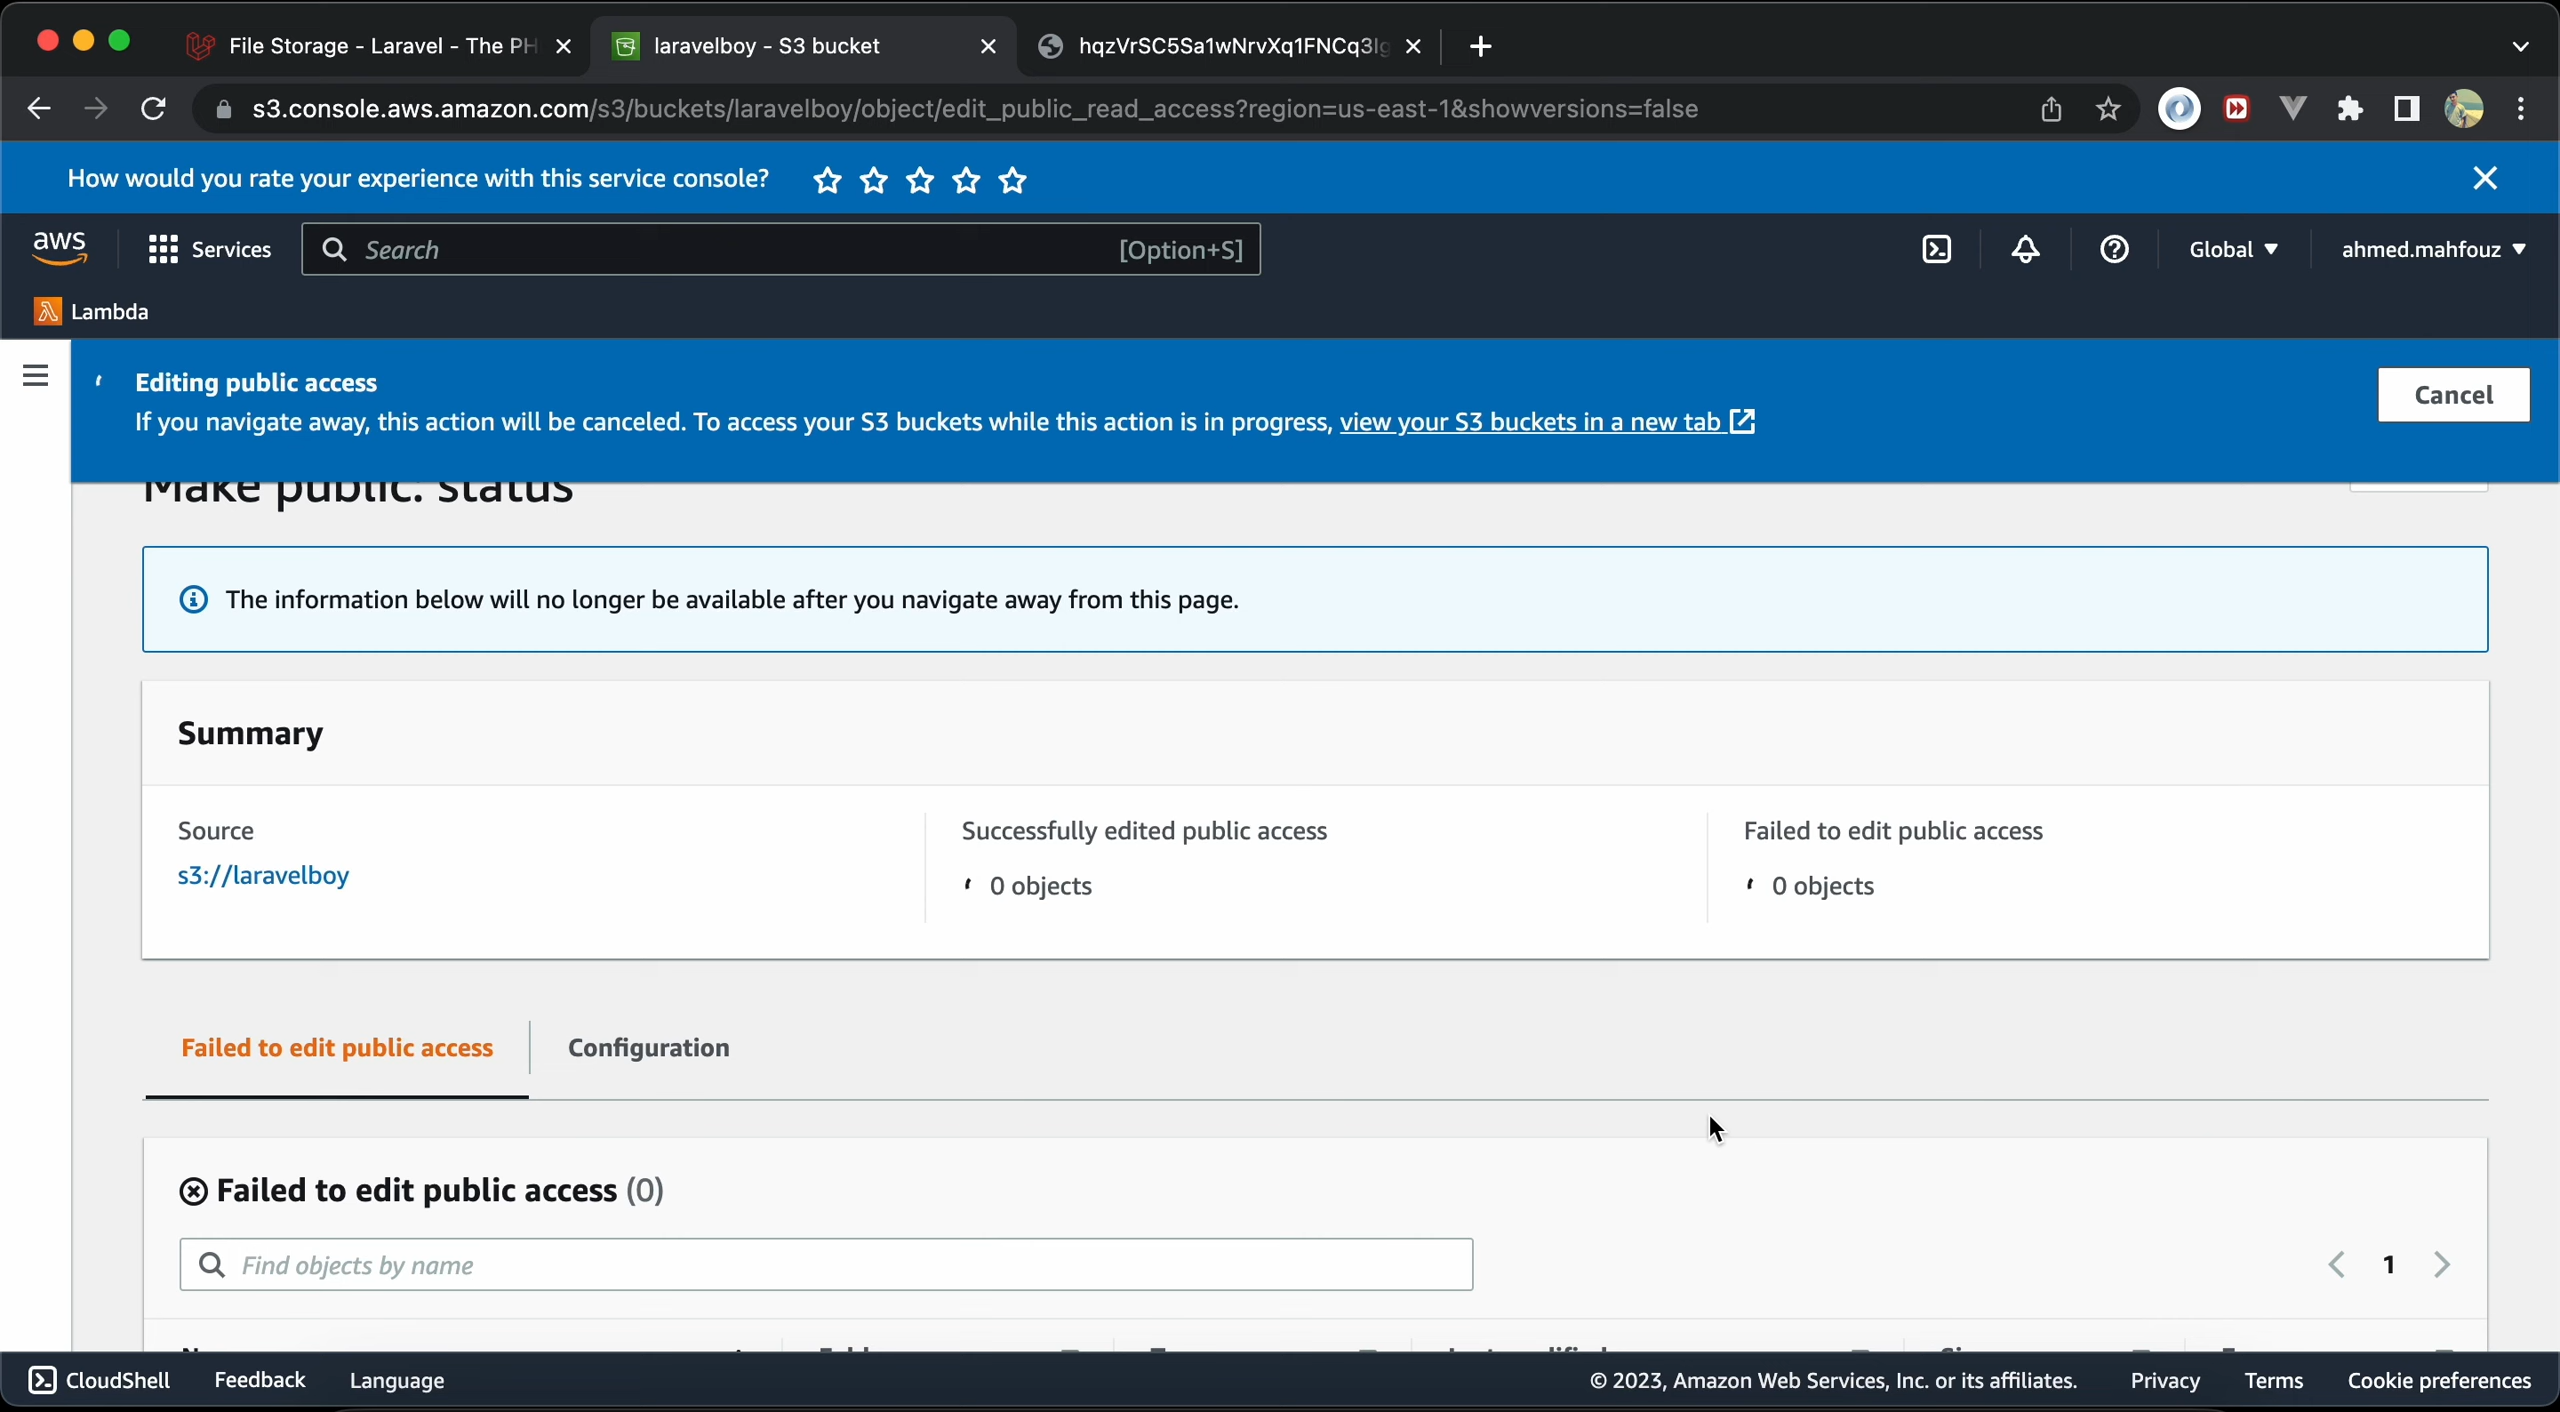 File Storage - Laravel - The PH
laravelboy - S3 bucket
hqzVrSC5Sa1wNrvXq1FNCq3Ig
s3.console.aws.amazon.com/s3/buckets/laravelboy/object/edit_public_read_access?region=us-east-1&showversions=false
How would you rate your experience with this service console?
aws
Services
Search
[Option+S]
Global
ahmed.mahfouz
Lambda
Editing public access
Cancel
If you navigate away, this action will be canceled. To access your S3 buckets while this action is in progress, view your S3 buckets in a new tab
Make public: status
The information below will no longer be available after you navigate away from this page.
Summary
Source
Successfully edited public access
Failed to edit public access
s3://laravelboy
0 objects
0 objects
Failed to edit public access
Configuration
Failed to edit public access (0)
Find objects by name
1
CloudShell
Feedback
Language
© 2023, Amazon Web Services, Inc. or its affiliates.
Privacy
Terms
Cookie preferences